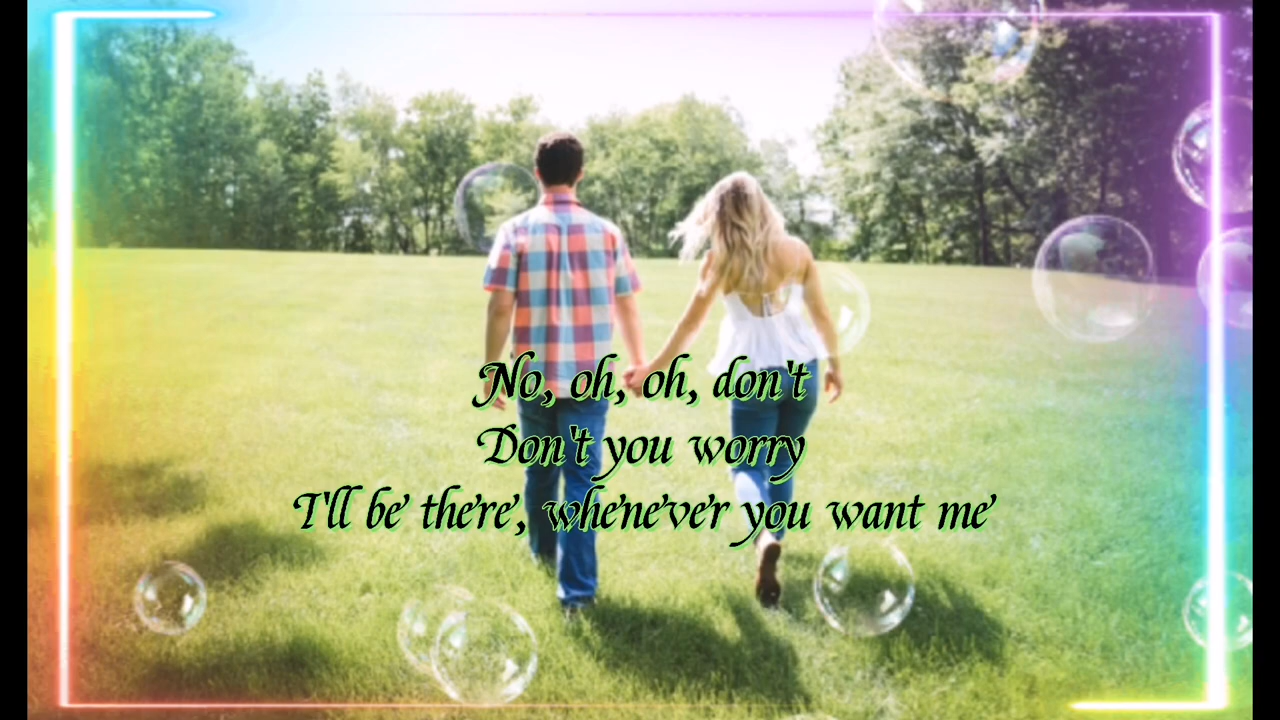 No, oh, oh, don't
Don't you worry
I'll be there, whenever you want me